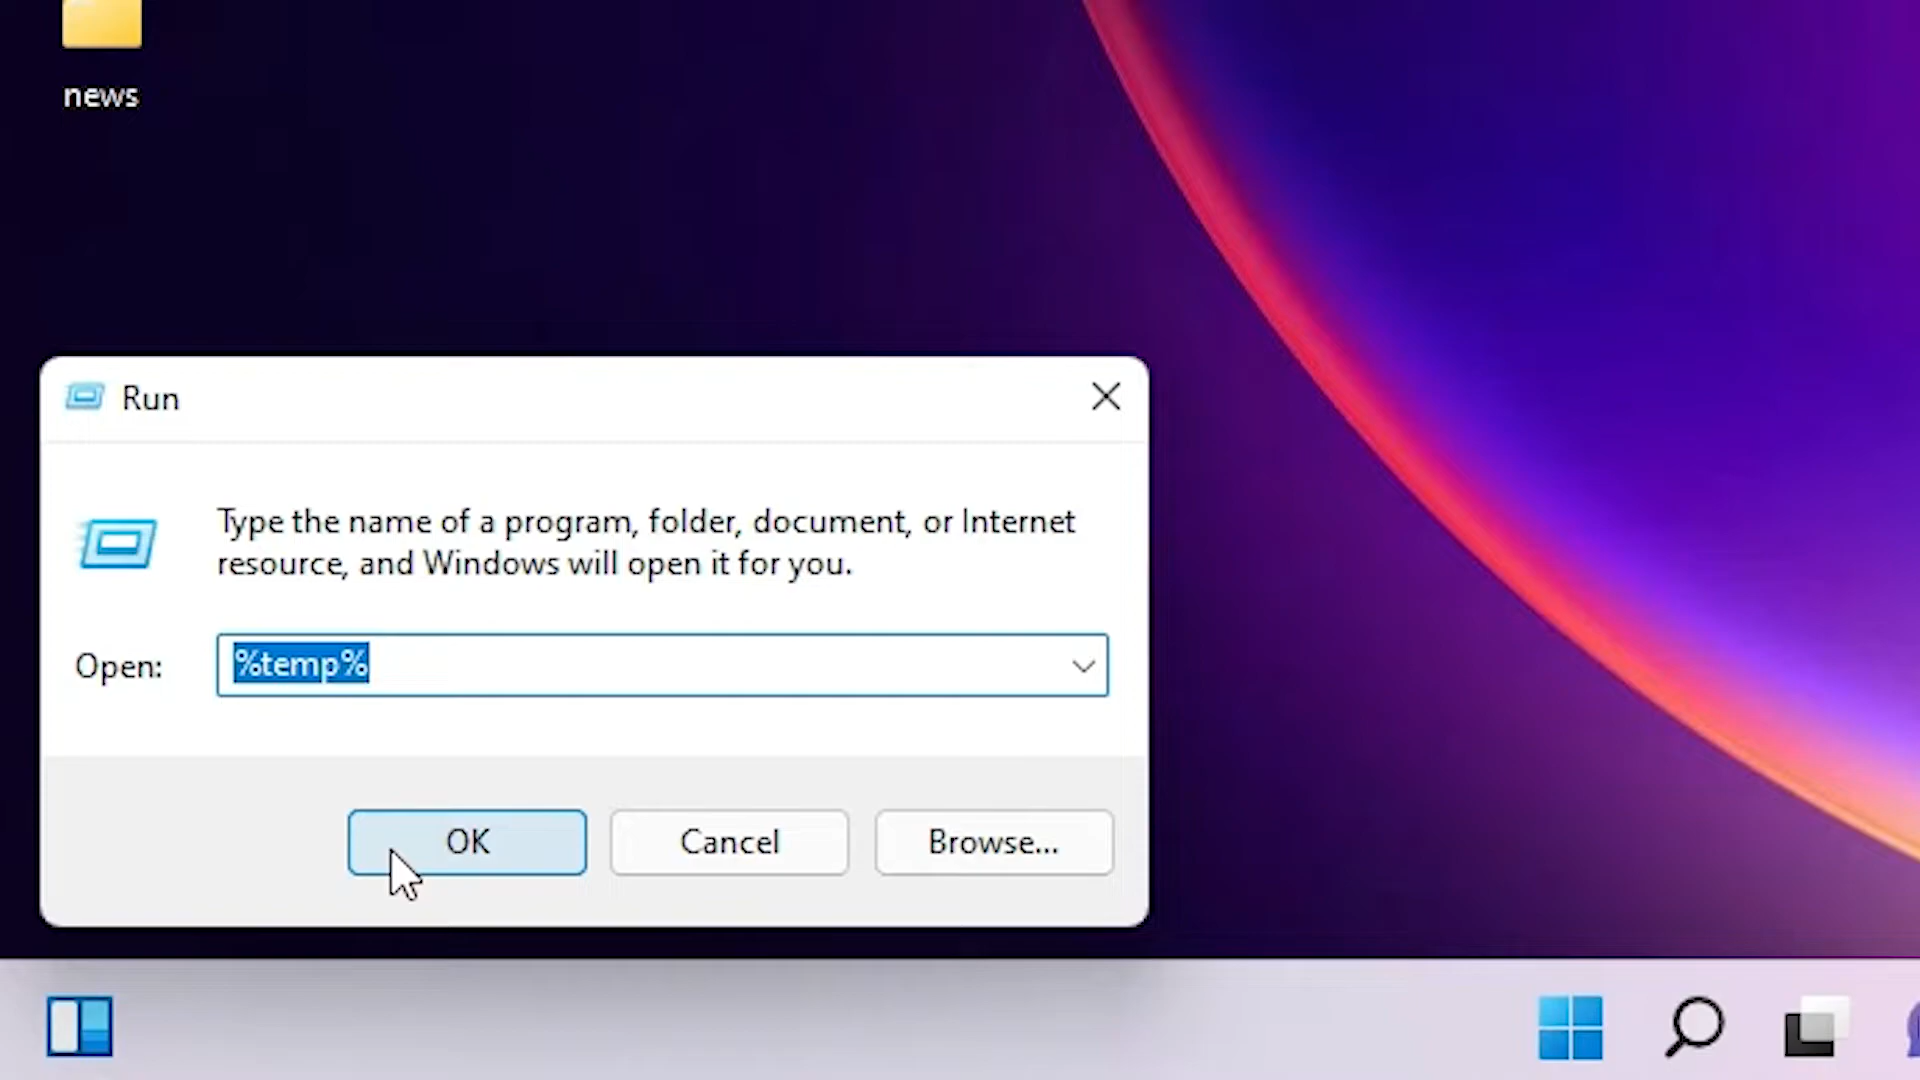 news
Run
Type the name of a program, folder, document, or Internet
resource, and Windows will open it for you.
Open: %temp%
OK Cancel Browse...